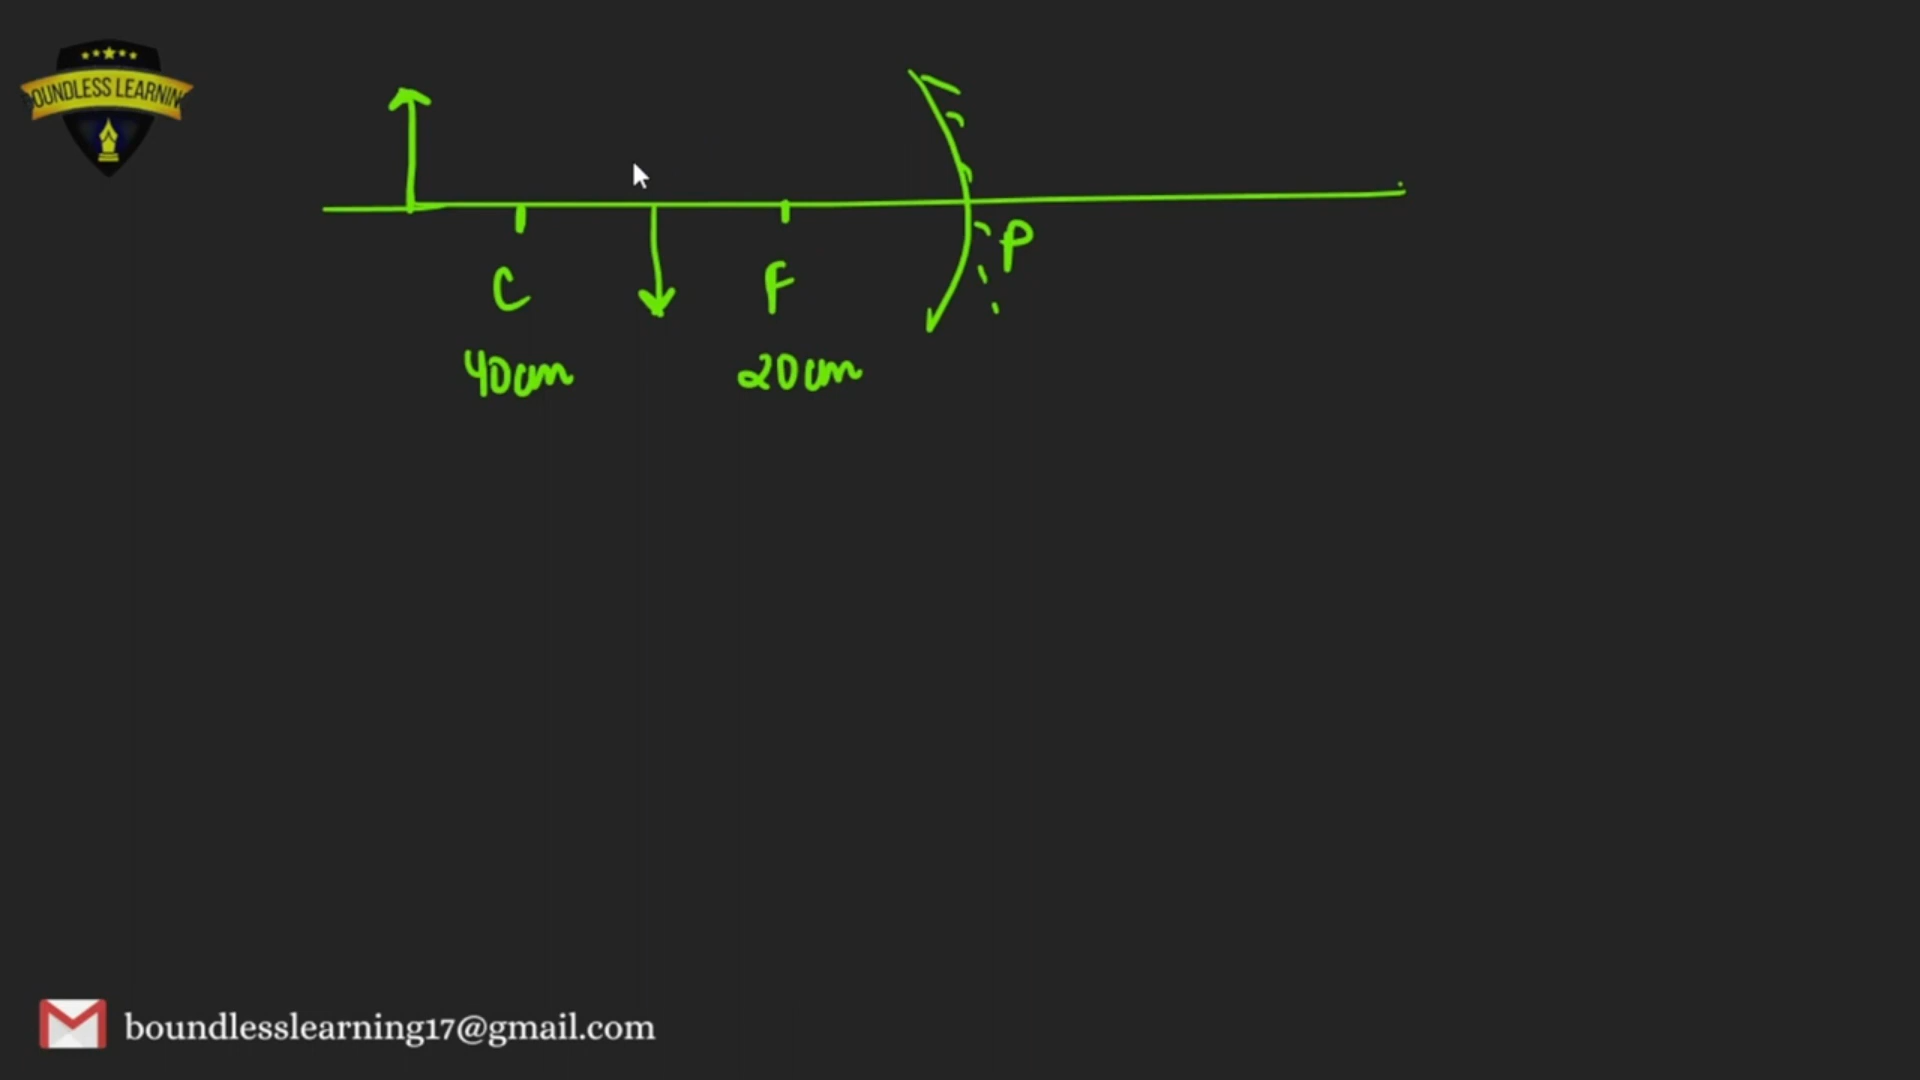 BOUNDLESS LEARNING
P
C
F
40cm
20cm
boundlesslearning17@gmail.com